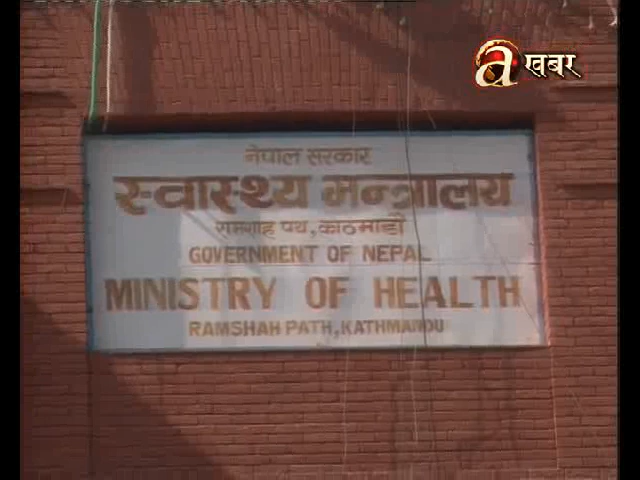 a खबर
नेपाल सरकार
स्वास्थ्य मन्त्रालय
रामशाह पथ, काठमाडौं
GOVERNMENT OF NEPAL
MINISTRY OF HEALTH
RAMSHAH PATH, KATHMANDU